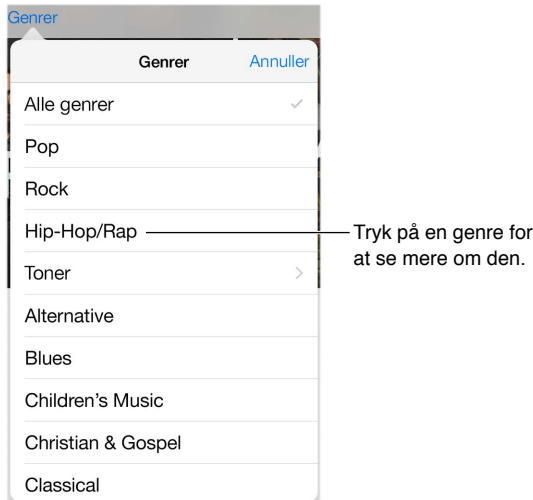 Genrer
Genrer Annuller
Alle genrer
Pop
Rock
Hip-Hop/Rap
Tryk på en genre for
at se mere om den.
Toner
Alternative
Blues
Children’s Music
Christian & Gospel
Classical